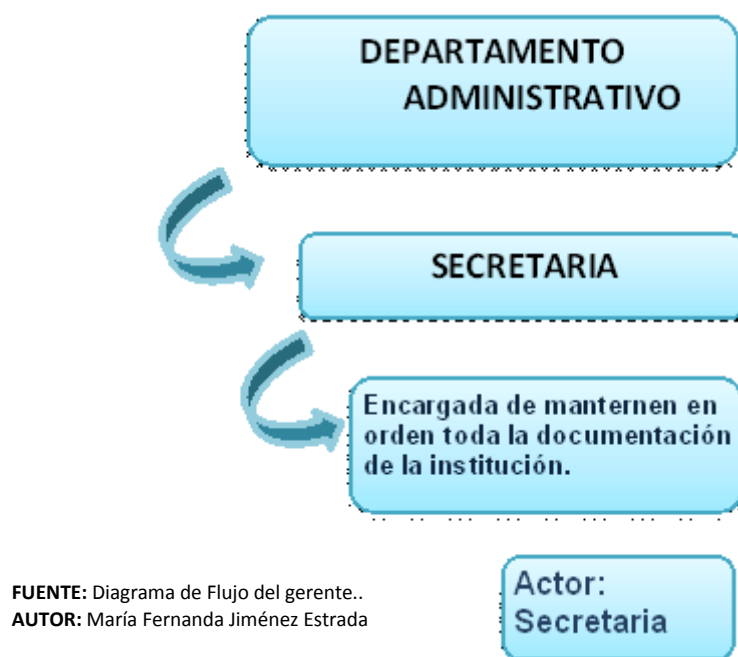 DEPARTAMENTO
ADMINISTRATIVO
SECRETARIA
Encargada de manternen en
orden toda la documentación
de la institución.
FUENTE: Diagrama de Flujo del gerente..
AUTOR: María Fernanda Jiménez Estrada
Actor:
Secretaria